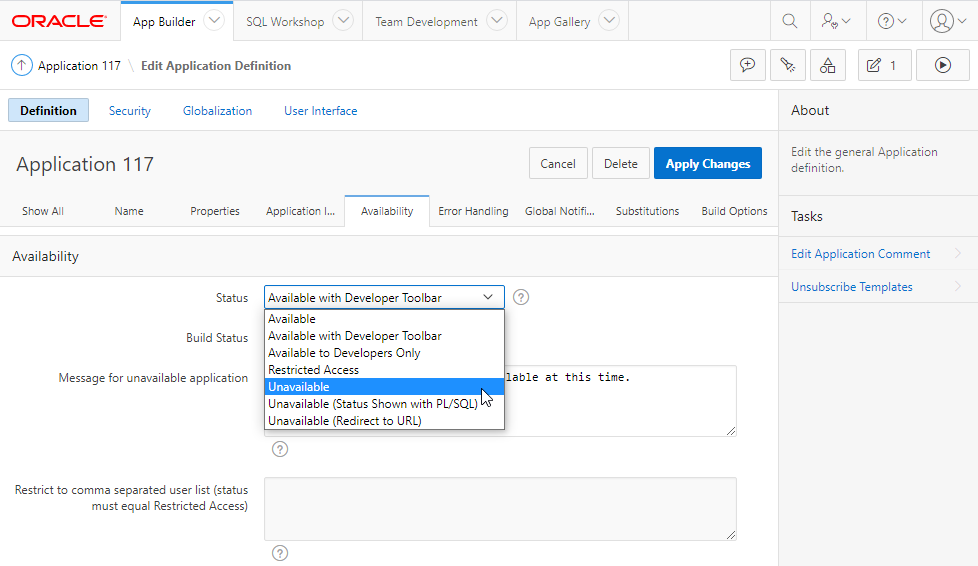 ORACLE
App Builder
SQL Workshop
Team Development
App Gallery
Application 117 \ Edit Application Definition
1
Definition
Security
Globalization
User Interface
About
Application 117
Cancel
Delete
Apply Changes
Edit the general Application
definition.
Show All
Name
Properties
Application I...
Availability
Error Handling
Global Notifi...
Substitutions
Build Options
Tasks
Edit Application Comment
Unsubscribe Templates
Availability
Status
Available with Developer Toolbar
?
Available
Available with Developer Toolbar
Available to Developers Only
Restricted Access
Unavailable
Unavailable (Status Shown with PL/SQL)
Unavailable (Redirect to URL)
Build Status
Message for unavailable application
lable at this time.
?
Restrict to comma separated user list (status
must equal Restricted Access)
?